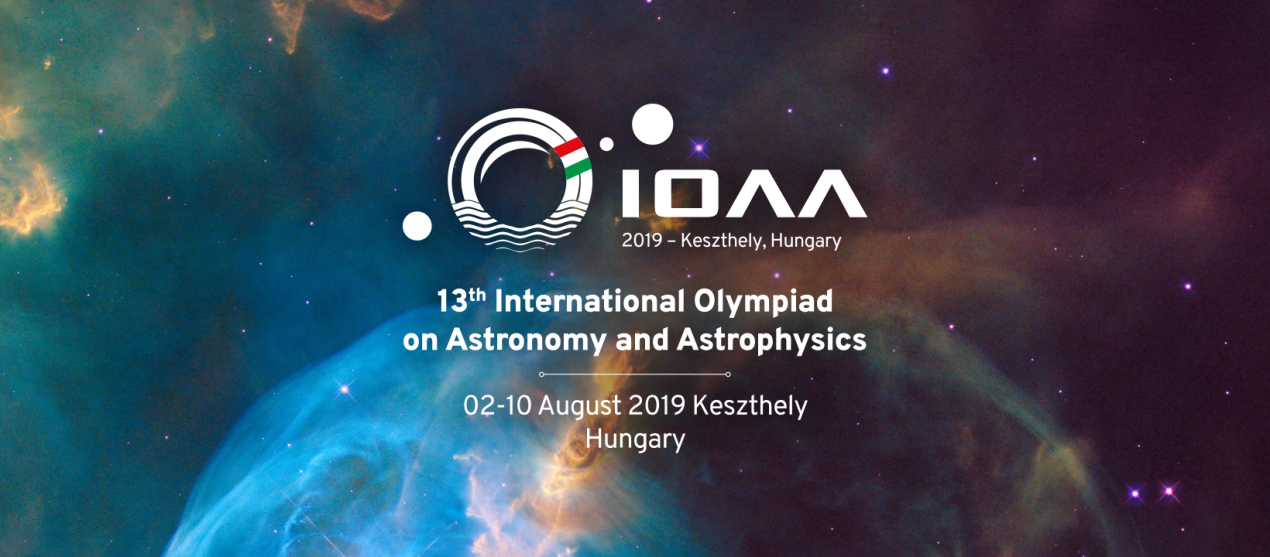 IOAA
2019 – Keszthely, Hungary
13th International Olympiad
on Astronomy and Astrophysics
02-10 August 2019 Keszthely
Hungary